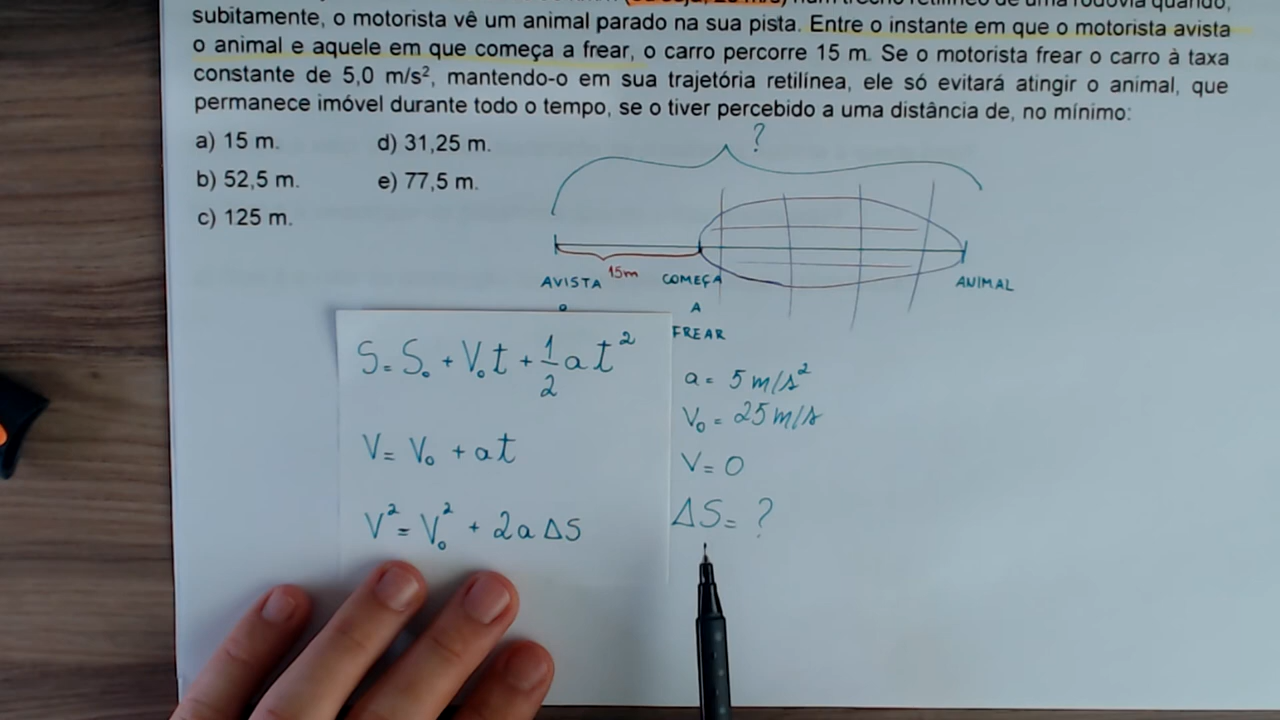 subitamente, o motorista vê um animal parado na sua pista. Entre o instante em que o motorista avista
o animal e aquele em que começa a frear, o carro percorre 15 m. Se o motorista frear o carro à taxa
constante de 5,0 m/s², mantendo-o em sua trajetória retilínea, ele só evitará atingir o animal, que
permanece imóvel durante todo o tempo, se o tiver percebido a uma distância de, no mínimo:
a) 15 m.
b) 52,5 m.
c) 125 m.
d) 31,25 m.
e) 77,5 m.
?
15m
AVISTA
O
COMEÇA
A
FREAR
ANIMAL
S = S₀ + V₀t + 1/2 at²
V = V₀ + at
V² = V₀² + 2aΔS
a = 5 m/s²
V₀ = 25 m/s
V = 0
ΔS = ?